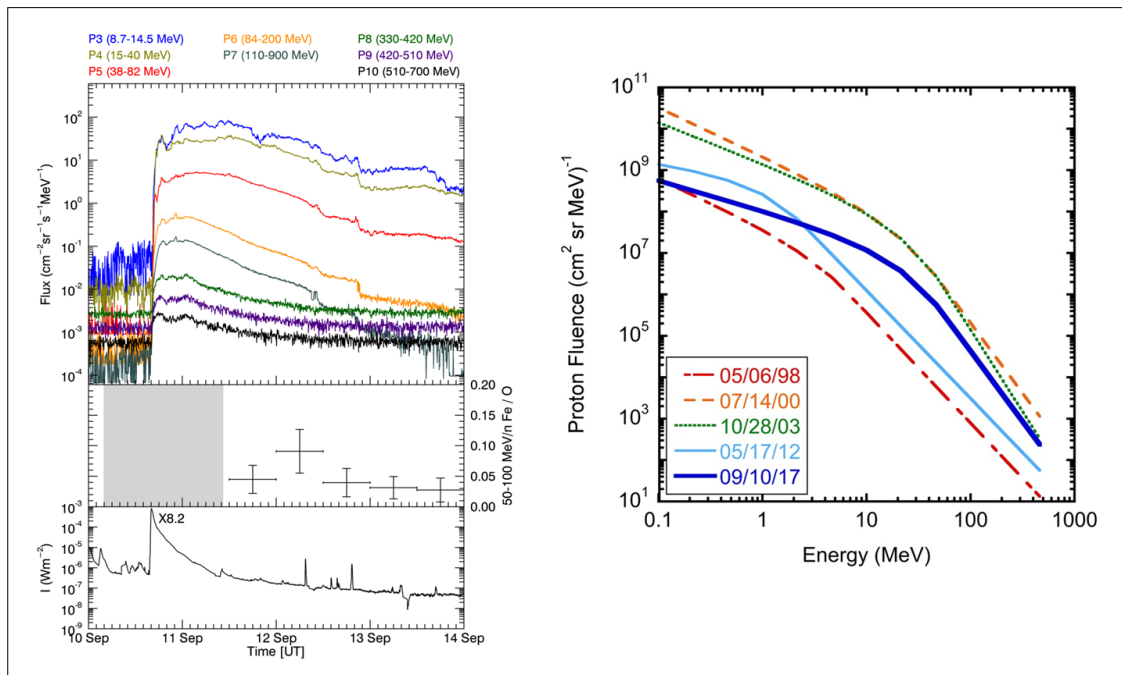 P3 (8.7-14.5 MeV) P6 (84-200 MeV) P8 (330-420 MeV)
P4 (15-40 MeV) P7 (110-900 MeV) P9 (420-510 MeV)
P5 (38-82 MeV) P10 (510-700 MeV)
Flux (cm⁻²sr⁻¹s⁻¹MeV⁻¹)
10²
10¹
10⁰
10⁻¹
10⁻²
10⁻³
10⁻⁴
0.20
0.15
0.10
0.05
0.00
50-100 MeV/n Fe / O
I (Wm⁻²)
10⁻³
10⁻⁴
10⁻⁵
10⁻⁶
10⁻⁷
10⁻⁸
10⁻⁹
X8.2
10 Sep 11 Sep 12 Sep 13 Sep 14 Sep
Time [UT]
Proton Fluence (cm² sr MeV)⁻¹
10¹¹
10⁹
10⁷
10⁵
10³
10¹
05/06/98
07/14/00
10/28/03
05/17/12
09/10/17
0.1 1 10 100 1000
Energy (MeV)